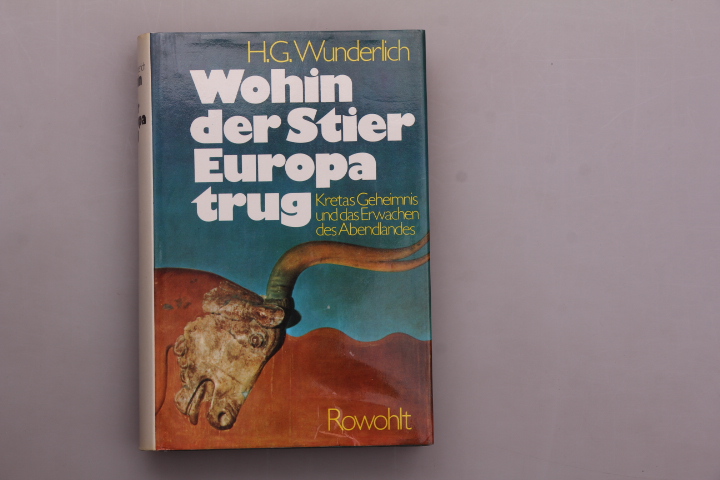 H.G. Wunderlich
Wohin
der Stier
Europa
trug
Kretas Geheimnis
und das Erwachen
des Abendlandes
Rowohlt